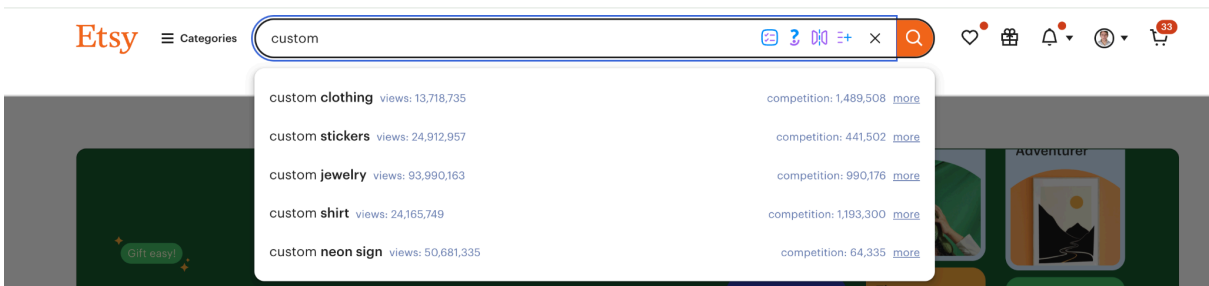 Etsy
Categories
custom
33
custom clothing views: 13,718,735 competition: 1,489,508 more
custom stickers views: 24,912,957 competition: 441,502 more
custom jewelry views: 93,990,163 competition: 990,176 more
custom shirt views: 24,165,749 competition: 1,193,300 more
custom neon sign views: 50,681,335 competition: 64,335 more
Adventurer
Gift easy!